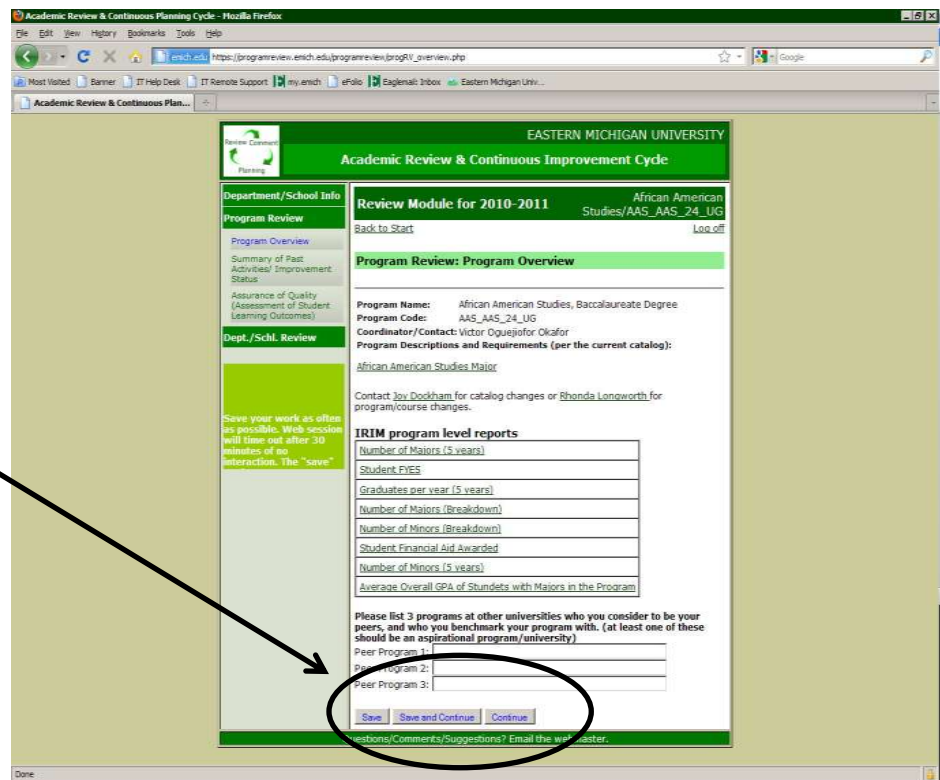 Academic Review & Continuous Planning Cycle - Mozilla Firefox
File Edit View History Bookmarks Tools Help
emich.edu https://programreview.emich.edu/programreview/progRV_overview.php
Google
Most Visited Banner IT Help Desk IT Remote Support my.emich eFolio Eaglemail: Inbox Eastern Michigan Univ...
Academic Review & Continuous Plan...
Review Comment
Planning
EASTERN MICHIGAN UNIVERSITY
Academic Review & Continuous Improvement Cycle
Department/School Info
Program Review
Program Overview
Summary of Past
Activities/ Improvement
Status
Assurance of Quality
(Assessment of Student
Learning Outcomes)
Dept./Schl. Review
Save your work as often
as possible. Web session
will time out after 30
minutes of no
interaction. The "save"
Review Module for 2010-2011
African American
Studies/AAS_AAS_24_UG
Back to Start
Log off
Program Review: Program Overview
Program Name: African American Studies, Baccalaureate Degree
Program Code: AAS_AAS_24_UG
Coordinator/Contact: Victor Oguejiofor Okafor
Program Descriptions and Requirements (per the current catalog):
African American Studies Major
Contact Joy Dockham for catalog changes or Rhonda Longworth for
program/course changes.
IRIM program level reports
Number of Majors (5 years)
Student FYES
Graduates per year (5 years)
Number of Majors (Breakdown)
Number of Minors (Breakdown)
Student Financial Aid Awarded
Number of Minors (5 years)
Average Overall GPA of Stundets with Majors in the Program
Please list 3 programs at other universities who you consider to be your
peers, and who you benchmark your program with. (at least one of these
should be an aspirational program/university)
Peer Program 1:
Peer Program 2:
Peer Program 3:
Save Save and Continue Continue
uestions/Comments/Suggestions? Email the webmaster.
Done